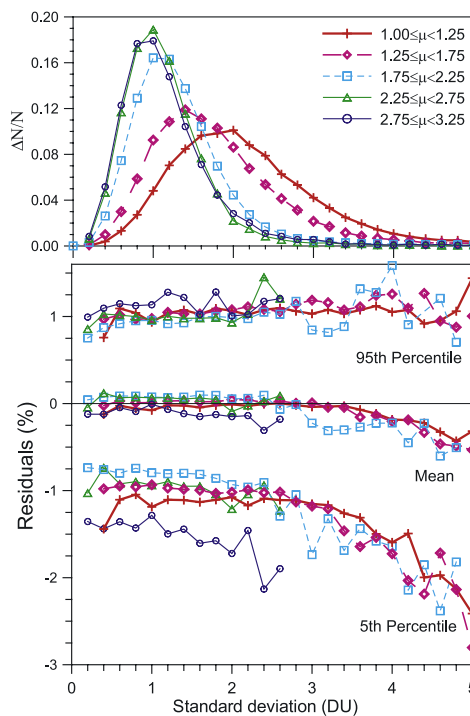 0.20
0.16
0.12
0.08
0.04
0.00
ΔN/N
1.00≤μ<1.25
1.25≤μ<1.75
1.75≤μ<2.25
2.25≤μ<2.75
2.75≤μ<3.25
1
0
-1
-2
-3
Residuals (%)
95th Percentile
Mean
5th Percentile
0 1 2 3 4 5
Standard deviation (DU)